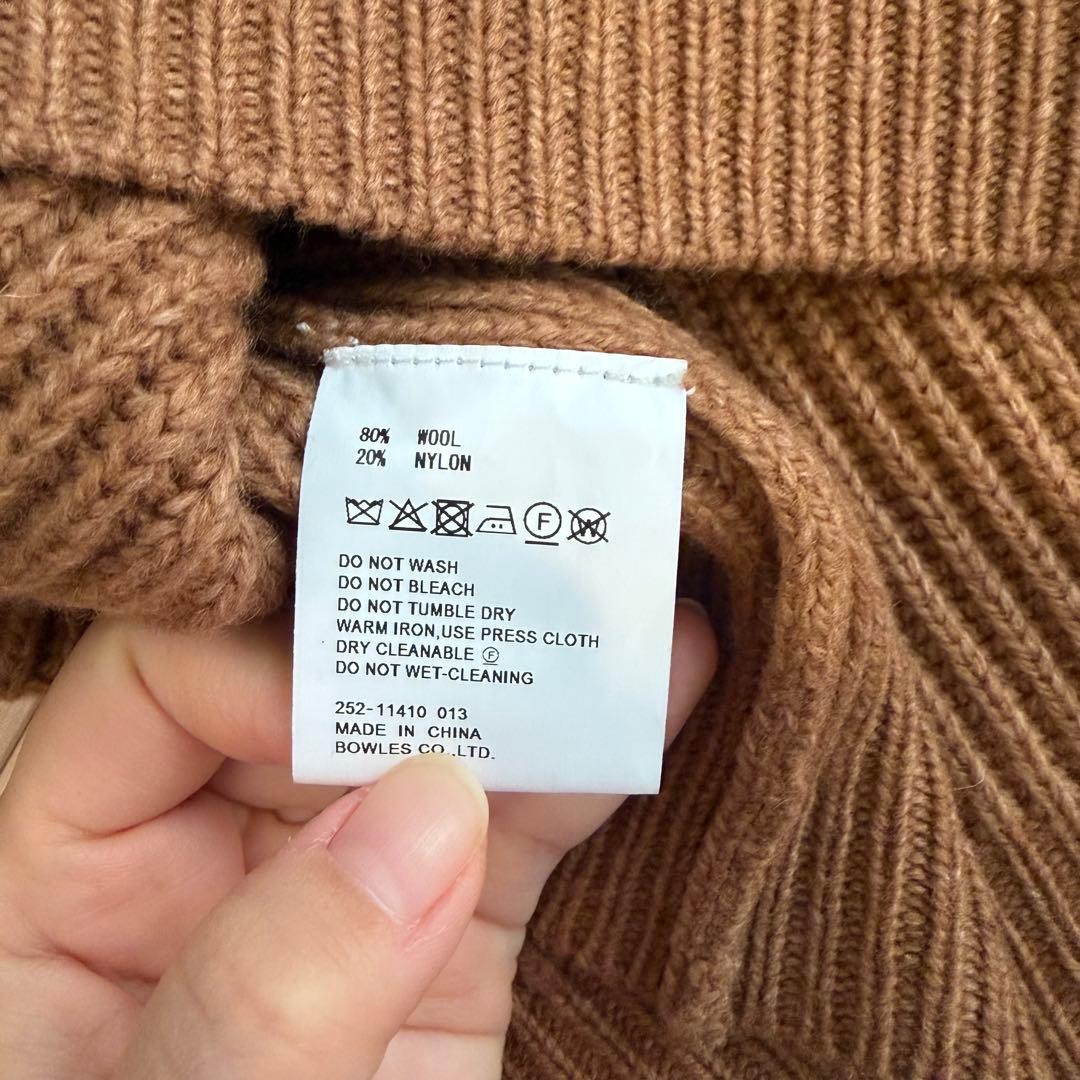 80% WOOL
20% NYLON
F W
DO NOT WASH
DO NOT BLEACH
DO NOT TUMBLE DRY
WARM IRON,USE PRESS CLOTH
DRY CLEANABLE Ⓕ
DO NOT WET-CLEANING
252-11410 013
MADE IN CHINA
BOWLES CO.,LTD.